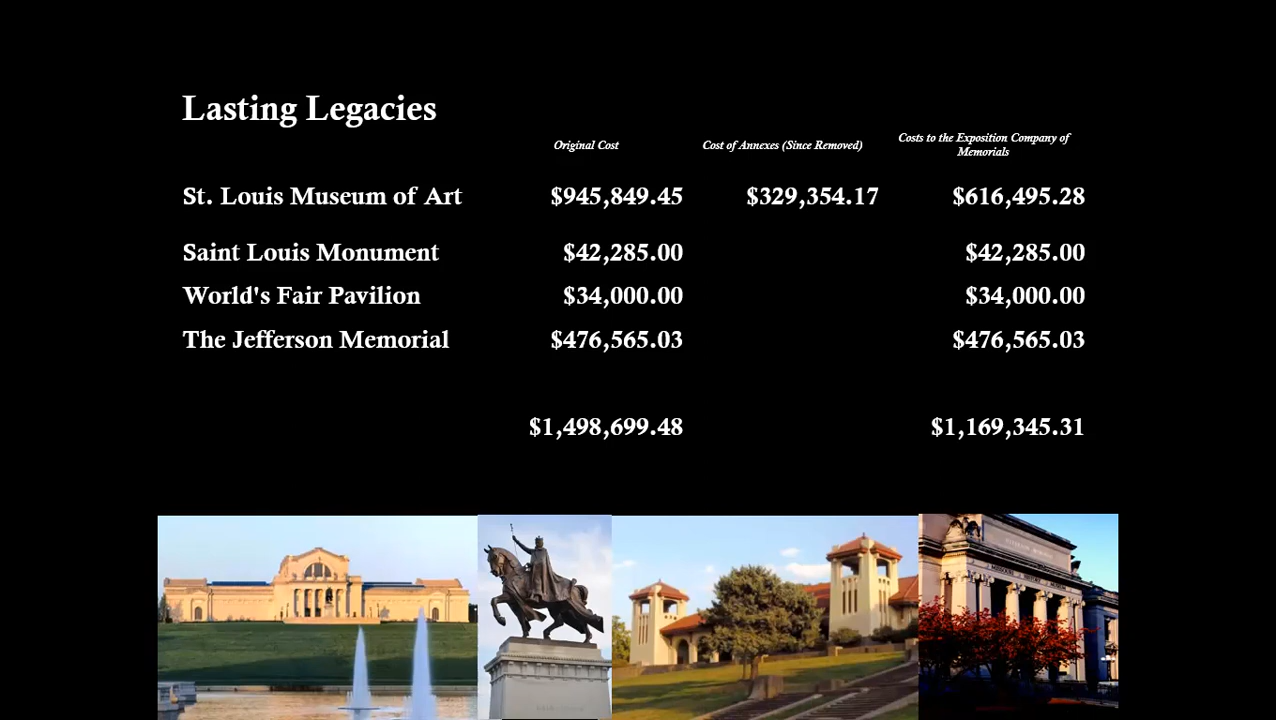 Lasting Legacies
Original Cost
Cost of Annexes (Since Removed)
Costs to the Exposition Company of
Memorials
St. Louis Museum of Art $945,849.45 $329,354.17 $616,495.28
Saint Louis Monument $42,285.00 $42,285.00
World's Fair Pavilion $34,000.00 $34,000.00
The Jefferson Memorial $476,565.03 $476,565.03
$1,498,699.48 $1,169,345.31